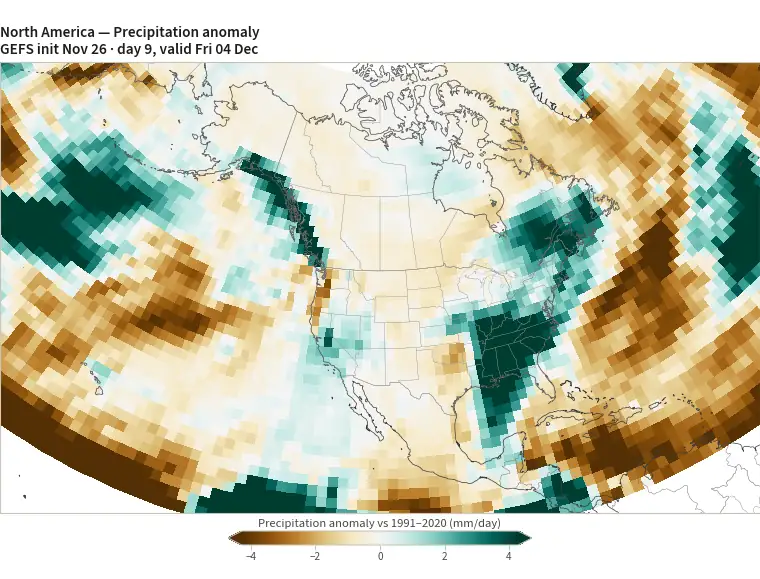 North America — Precipitation anomaly
GEFS init Nov 26 · day 9, valid Fri 04 Dec
Precipitation anomaly vs 1991–2020 (mm/day)
−4 −2 0 2 4